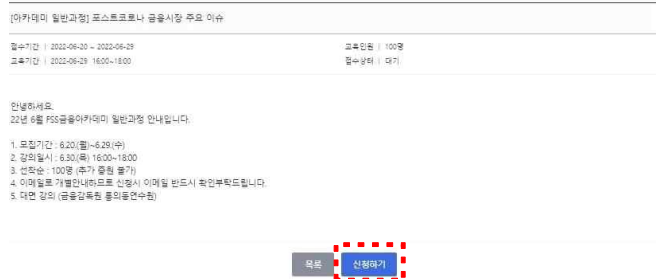 [아카데미 일반과정] 포스트코로나 금융시장 주요 이슈
접수기간 | 2022-06-20 ~ 2022-06-29
교육인원 | 100명
교육기간 | 2022-06-29 16:00~18:00
접수상태 | 대기
안녕하세요.
22년 6월 FSS금융아카데미 일반과정 안내입니다.
1. 모집기간 : 6.20.(월)~6.29.(수)
2. 강의일시 : 6.30.(목) 16:00~18:00
3. 선착순 : 100명 (추가 증원 불가)
4. 이메일로 개별안내하므로 신청시 이메일 반드시 확인부탁드립니다.
5. 대면 강의 (금융감독원 통의동연수원)
목록
신청하기